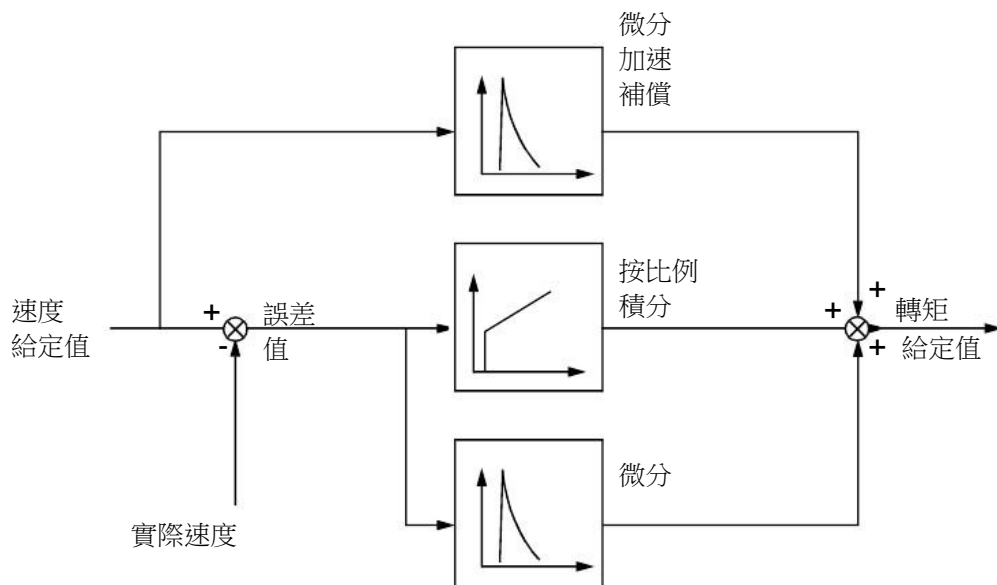 微分
加速
補償
按比例
積分
速度
給定值
+
-
誤差
值
+
+
+
轉矩
給定值
微分
實際速度